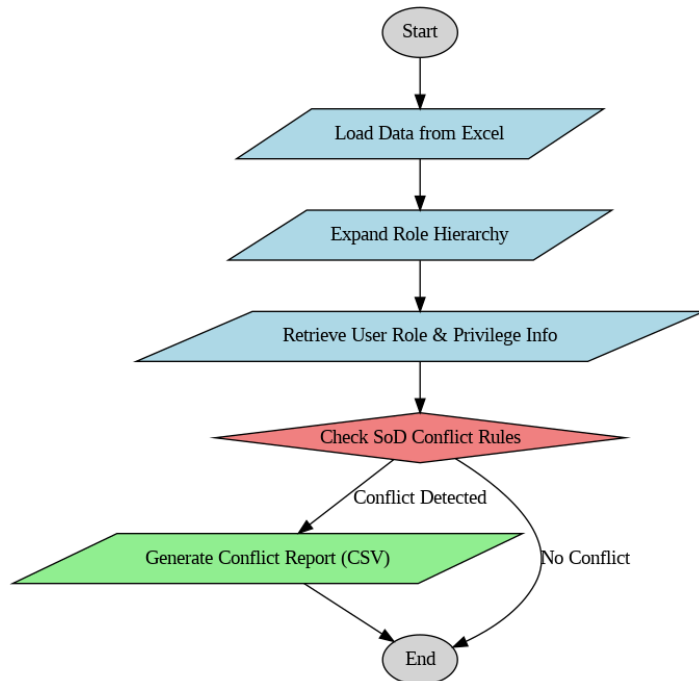 Start
Load Data from Excel
Expand Role Hierarchy
Retrieve User Role & Privilege Info
Check SoD Conflict Rules
Conflict Detected
Generate Conflict Report (CSV)
No Conflict
End